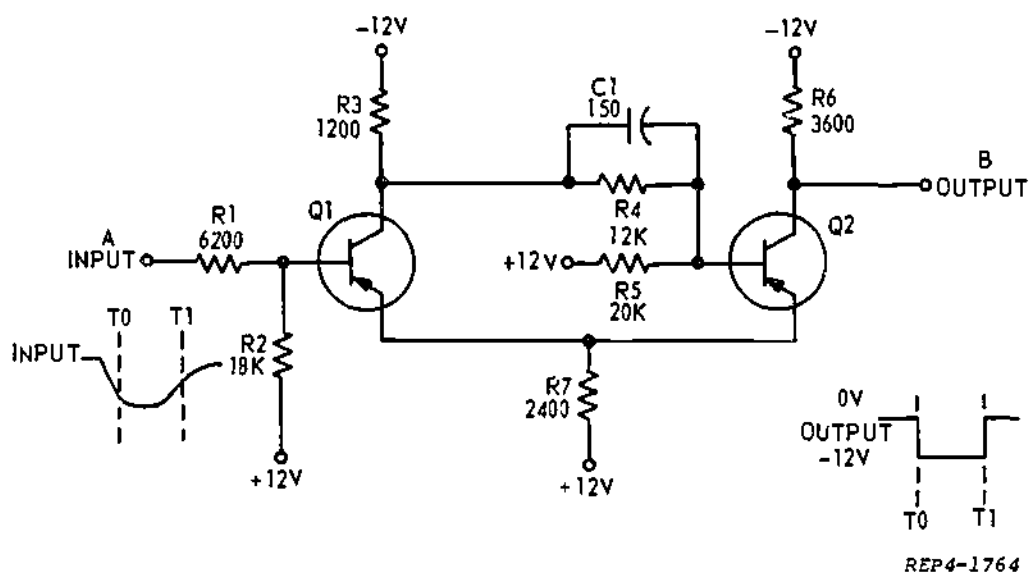 -12V
-12V
C1
150
R3
1200
R6
3600
B
OUTPUT
Q1
R4
12K
Q2
A
INPUT
R1
6200
+12V
R5
20K
T0
T1
INPUT
R2
18K
R7
2400
0V
OUTPUT
-12V
+12V
+12V
T0
T1
REP4-1764